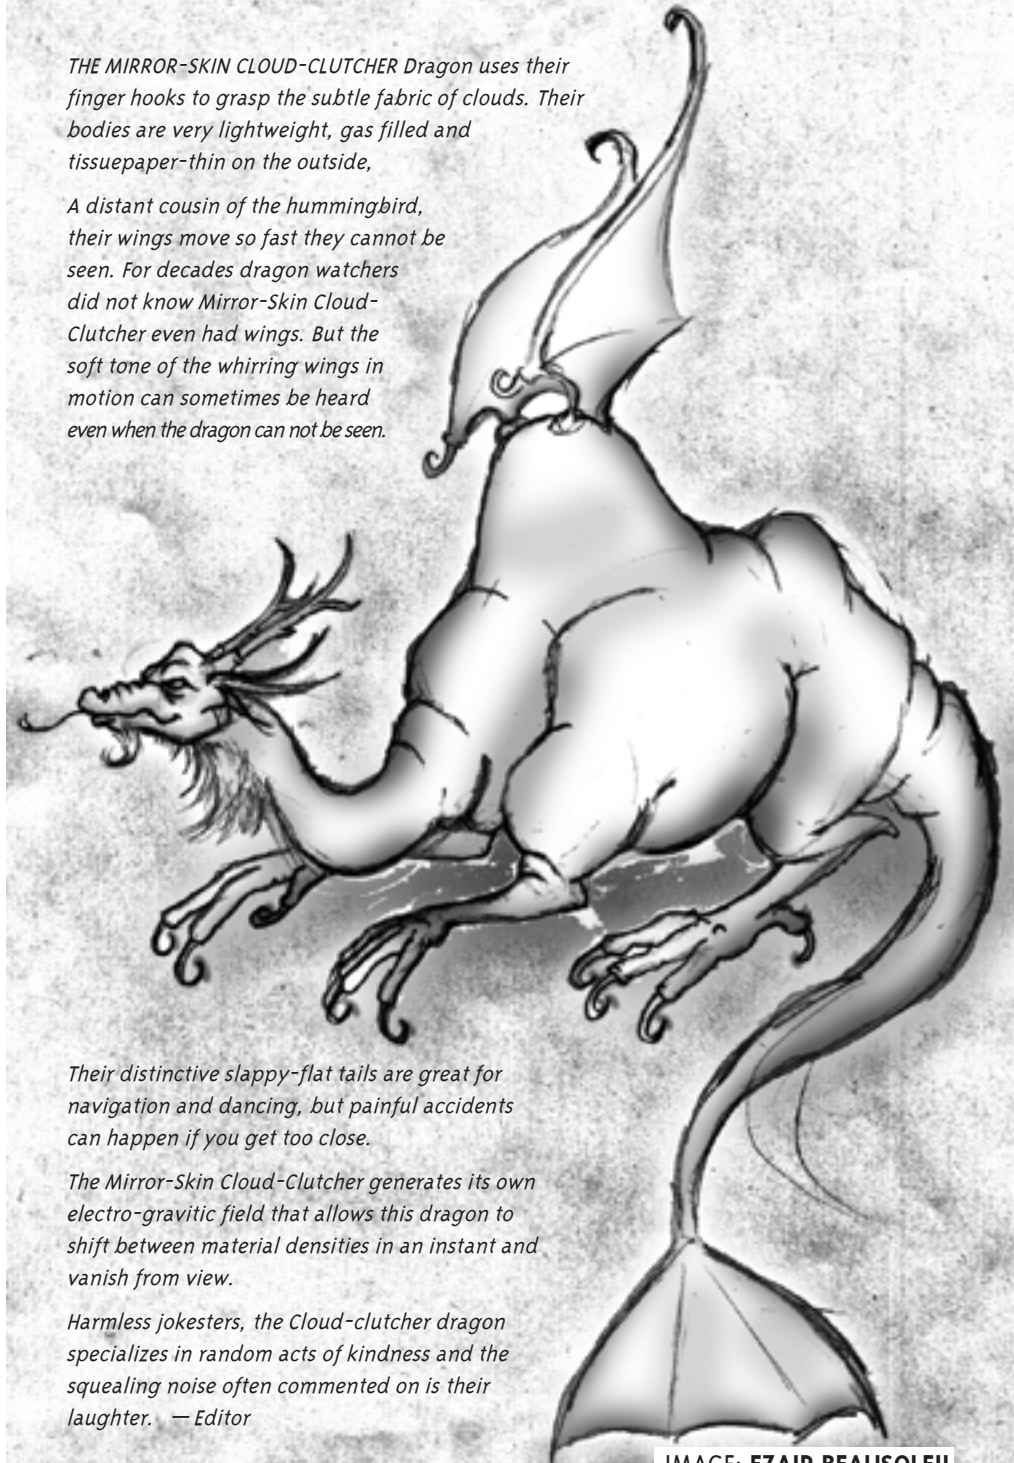 THE MIRROR-SKIN CLOUD-CLUTCHER Dragon uses their
finger hooks to grasp the subtle fabric of clouds. Their
bodies are very lightweight, gas filled and
tissuepaper-thin on the outside,
A distant cousin of the hummingbird,
their wings move so fast they cannot be
seen. For decades dragon watchers
did not know Mirror-Skin Cloud-
Clutcher even had wings. But the
soft tone of the whirring wings in
motion can sometimes be heard
even when the dragon can not be seen.
Their distinctive slappy-flat tails are great for
navigation and dancing, but painful accidents
can happen if you get too close.
The Mirror-Skin Cloud-Clutcher generates its own
electro-gravitic field that allows this dragon to
shift between material densities in an instant and
vanish from view.
Harmless jokesters, the Cloud-clutcher dragon
specializes in random acts of kindness and the
squealing noise often commented on is their
laughter. — Editor
IMAGE: EZAIR BEAUSOLEIL